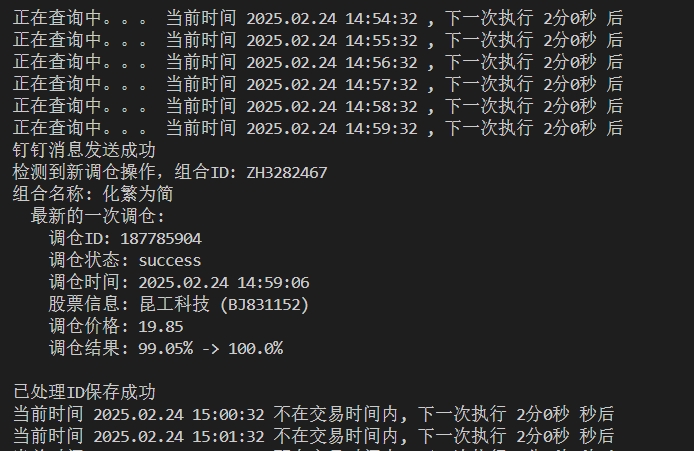 正在查询中。。。 当前时间 2025.02.24 14:54:32 , 下一次执行 2分0秒 后
正在查询中。。。 当前时间 2025.02.24 14:55:32 , 下一次执行 2分0秒 后
正在查询中。。。 当前时间 2025.02.24 14:56:32 , 下一次执行 2分0秒 后
正在查询中。。。 当前时间 2025.02.24 14:57:32 , 下一次执行 2分0秒 后
正在查询中。。。 当前时间 2025.02.24 14:58:32 , 下一次执行 2分0秒 后
正在查询中。。。 当前时间 2025.02.24 14:59:32 , 下一次执行 2分0秒 后
钉钉消息发送成功
检测到新调仓操作，组合ID: ZH3282467
组合名称: 化繁为简
最新的一次调仓:
调仓ID: 187785904
调仓状态: success
调仓时间: 2025.02.24 14:59:06
股票信息: 昆工科技 (BJ831152)
调仓价格: 19.85
调仓结果: 99.05% -> 100.0%
已处理ID保存成功
当前时间 2025.02.24 15:00:32 不在交易时间内, 下一次执行 2分0秒 秒后
当前时间 2025.02.24 15:01:32 不在交易时间内, 下一次执行 2分0秒 秒后